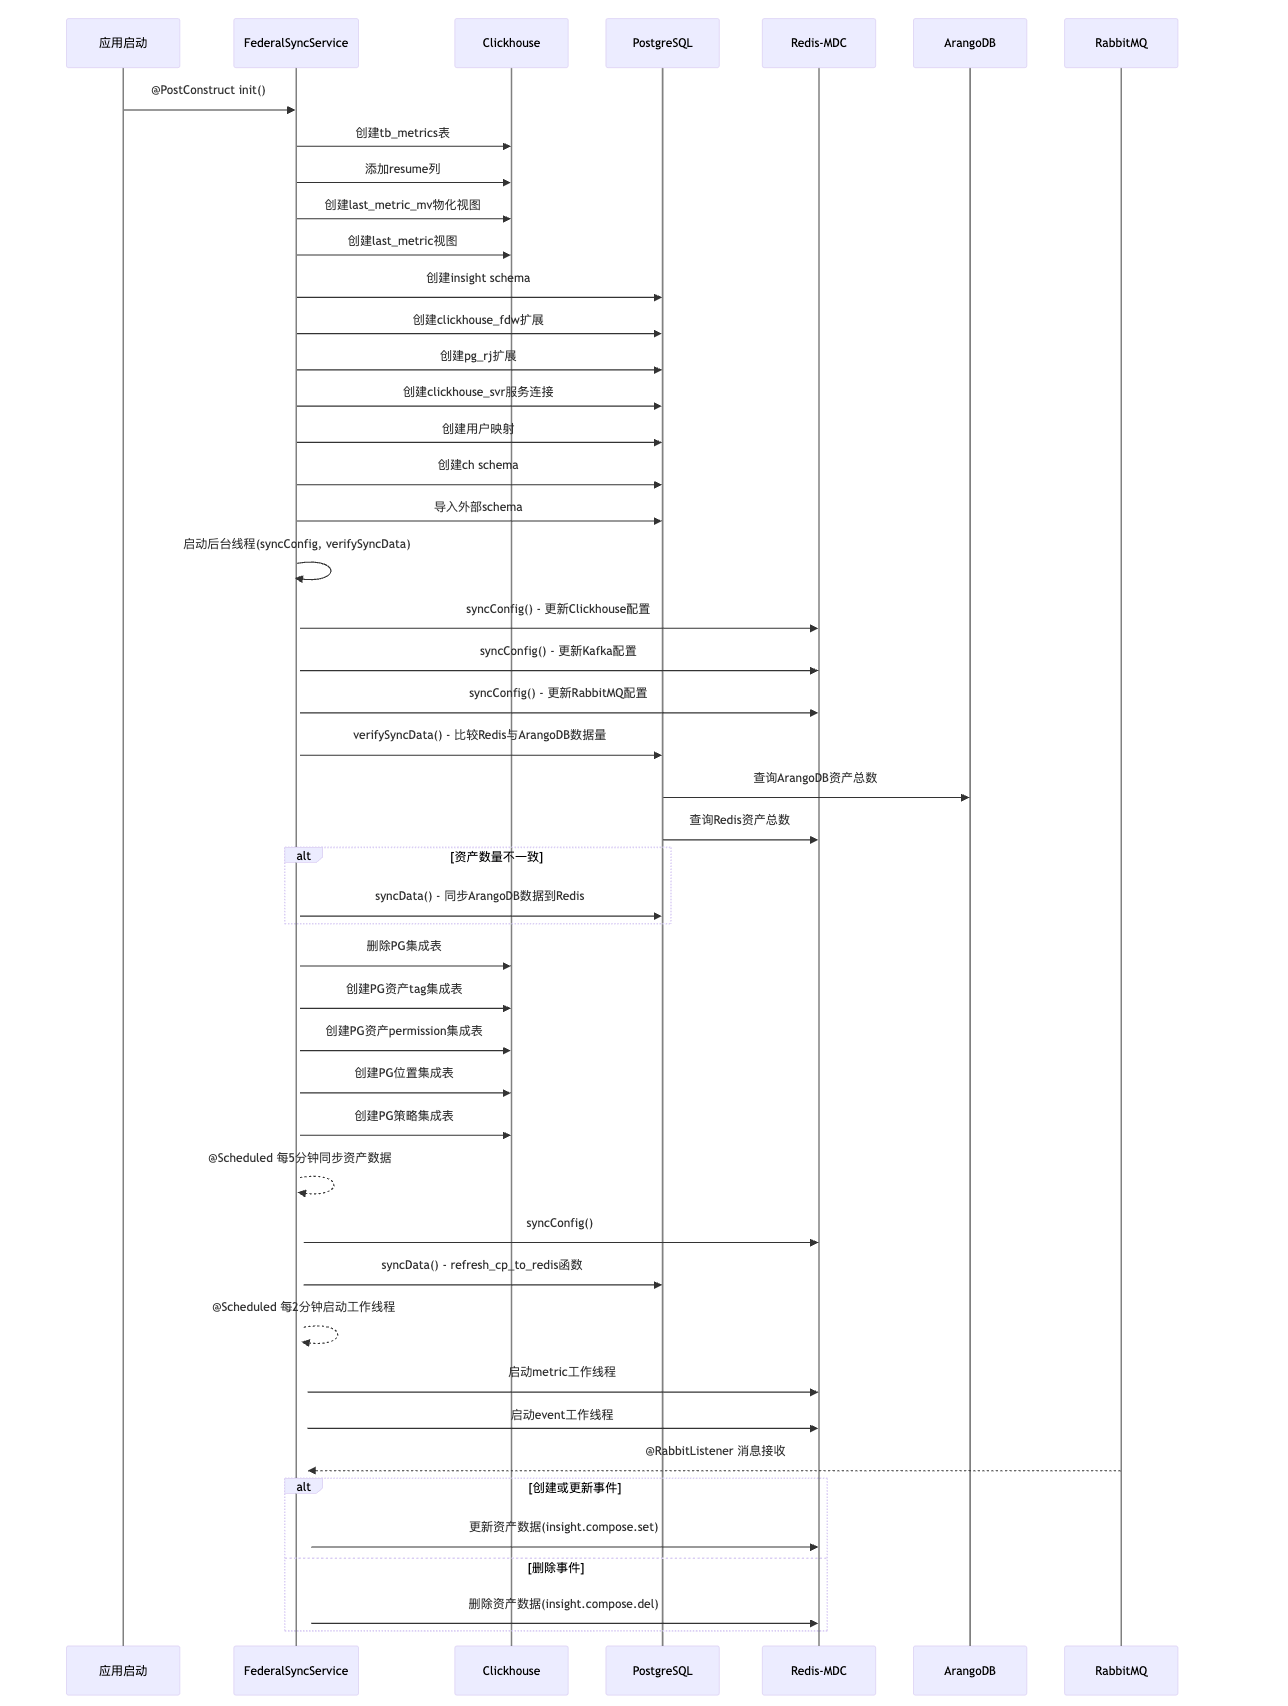 应用启动
FederalSyncService
Clickhouse
PostgreSQL
Redis-MDC
ArangoDB
RabbitMQ
@PostConstruct init()
创建tb_metrics表
添加resume列
创建last_metric_mv物化视图
创建last_metric视图
创建insight schema
创建clickhouse_fdw扩展
创建pg_rj扩展
创建clickhouse_svr服务连接
创建用户映射
创建ch schema
导入外部schema
启动后台线程(syncConfig, verifySyncData)
syncConfig() - 更新Clickhouse配置
syncConfig() - 更新Kafka配置
syncConfig() - 更新RabbitMQ配置
verifySyncData() - 比较Redis与ArangoDB数据量
查询ArangoDB资产总数
查询Redis资产总数
alt
[资产数量不一致]
syncData() - 同步ArangoDB数据到Redis
删除PG集成表
创建PG资产tag集成表
创建PG资产permission集成表
创建PG位置集成表
创建PG策略集成表
@Scheduled 每5分钟同步资产数据
syncConfig()
syncData() - refresh_cp_to_redis函数
@Scheduled 每2分钟启动工作线程
启动metric工作线程
启动event工作线程
@RabbitListener 消息接收
alt
[创建或更新事件]
更新资产数据(insight.compose.set)
[删除事件]
删除资产数据(insight.compose.del)
应用启动
FederalSyncService
Clickhouse
PostgreSQL
Redis-MDC
ArangoDB
RabbitMQ